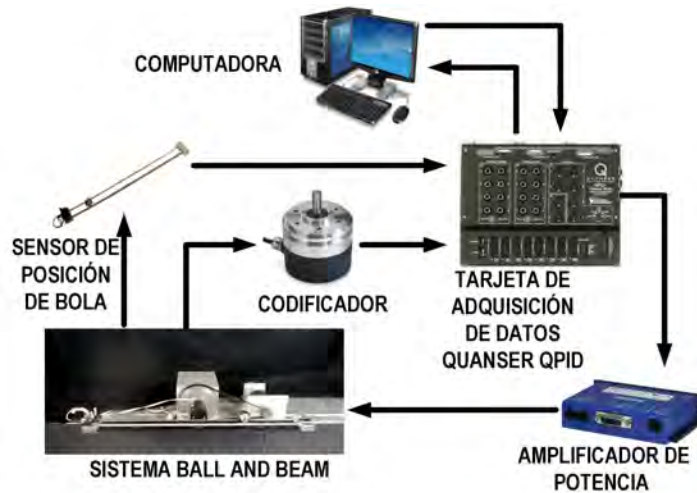 COMPUTADORA
SENSOR DE
POSICIÓN
DE BOLA
CODIFICADOR
TARJETA DE
ADQUISICIÓN
DE DATOS
QUANSER QPID
SISTEMA BALL AND BEAM
AMPLIFICADOR DE
POTENCIA